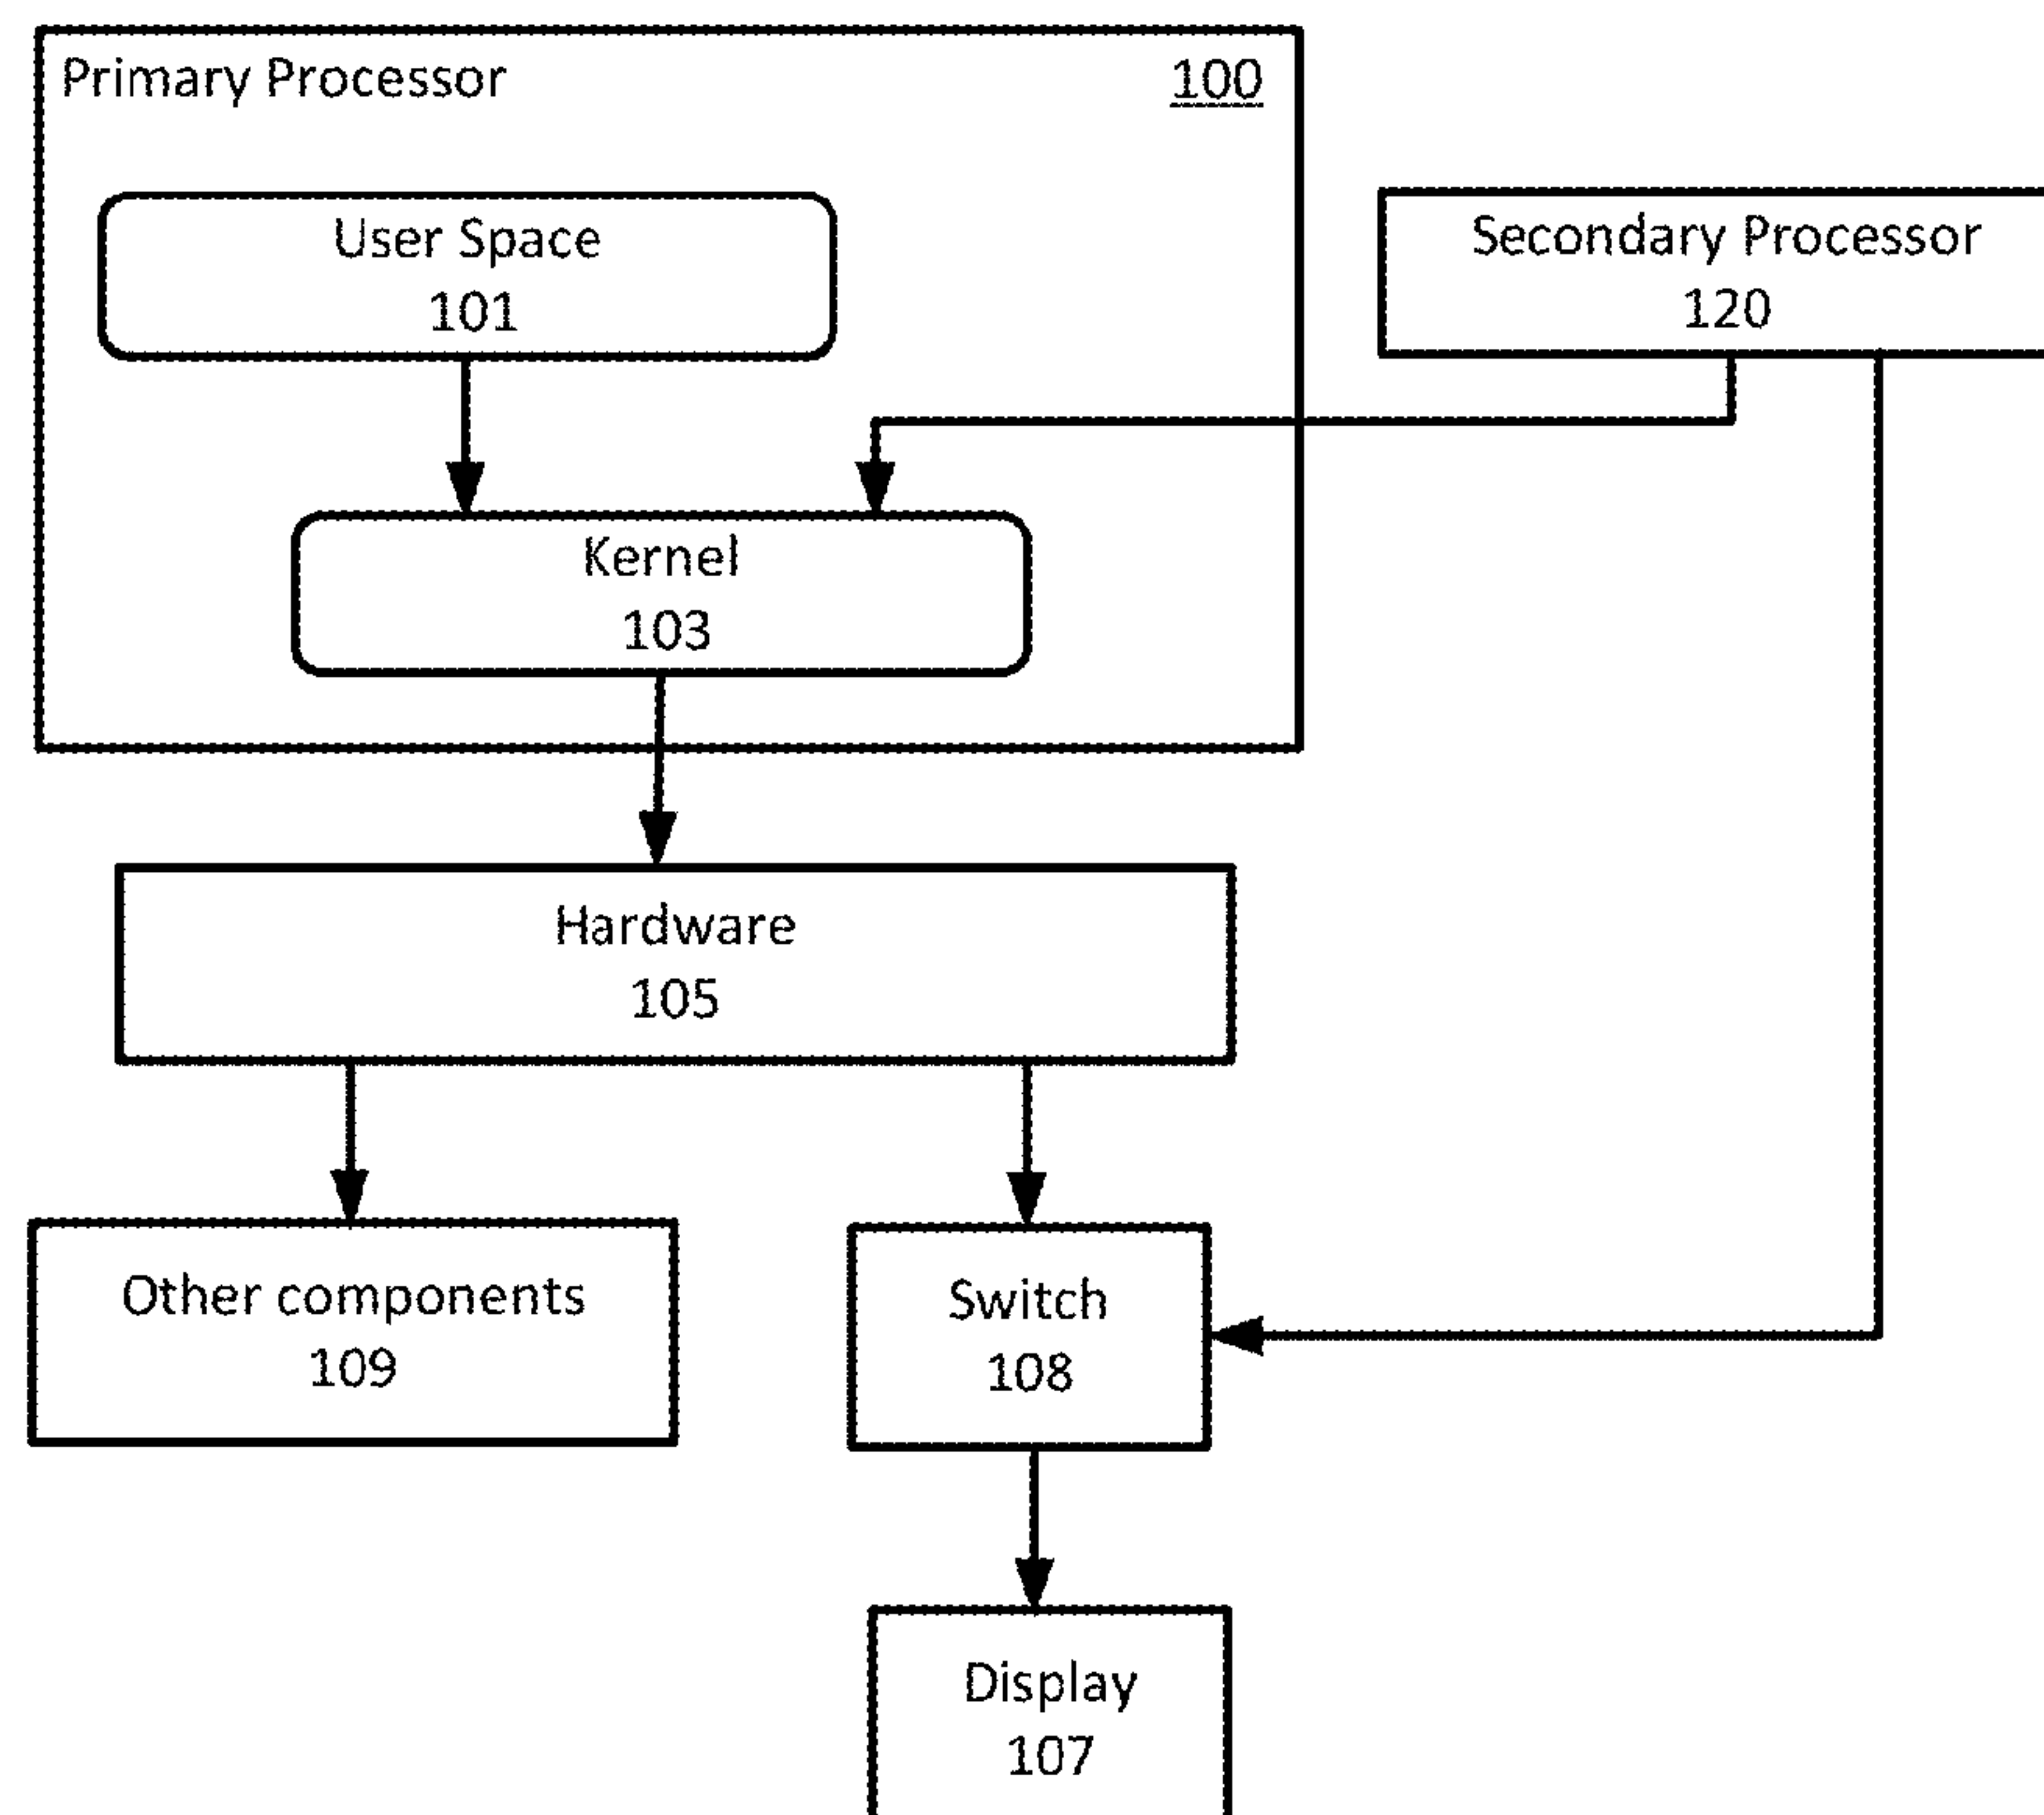 Primary Processor 100
User Space
101
Secondary Processor
120
Kernel
103
Hardware
105
Other components
109
Switch
108
Display
107